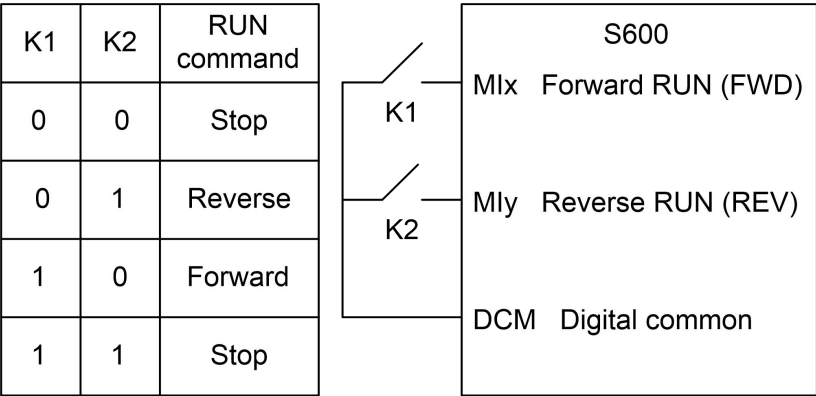 K1 K2 RUN command
0 0 Stop
0 1 Reverse
1 0 Forward
1 1 Stop
S600
MIx Forward RUN (FWD)
K1
MIy Reverse RUN (REV)
K2
DCM Digital common